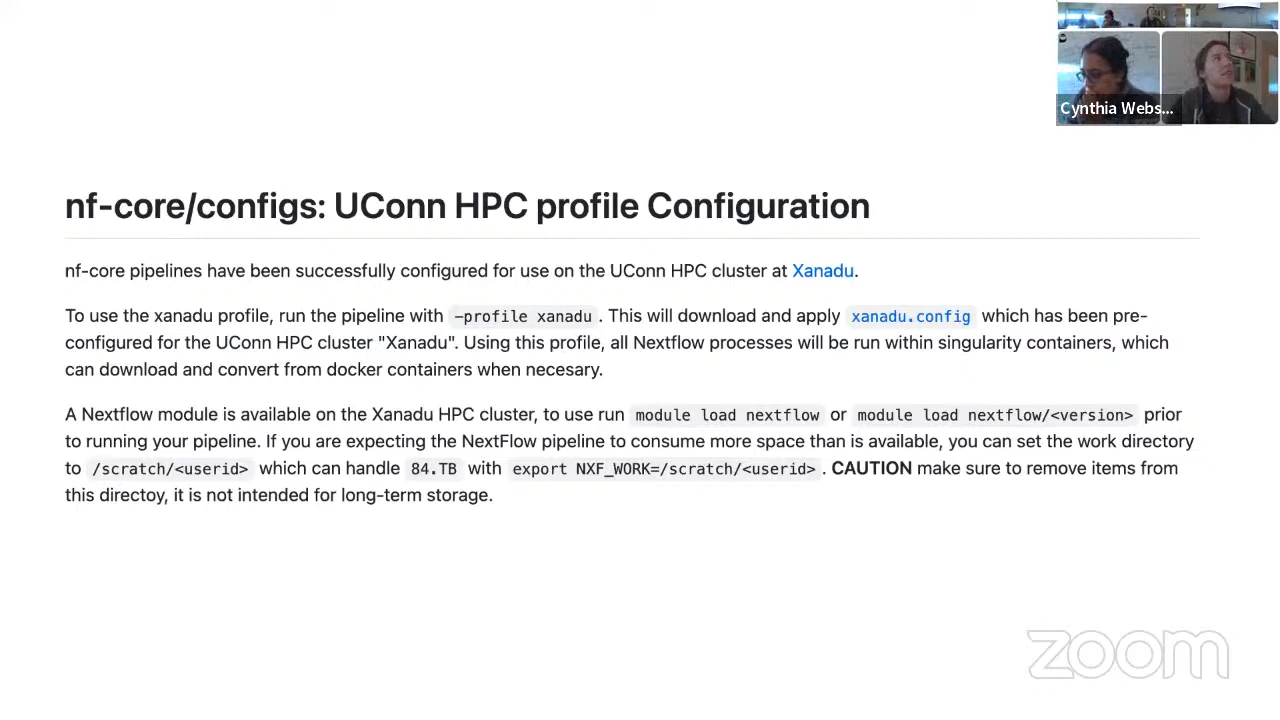 Cynthia Webs...
nf-core/configs: UConn HPC profile Configuration
nf-core pipelines have been successfully configured for use on the UConn HPC cluster at Xanadu.
To use the xanadu profile, run the pipeline with -profile xanadu. This will download and apply xanadu.config which has been pre-
configured for the UConn HPC cluster "Xanadu". Using this profile, all Nextflow processes will be run within singularity containers, which
can download and convert from docker containers when necesary.
A Nextflow module is available on the Xanadu HPC cluster, to use run module load nextflow or module load nextflow/<version> prior
to running your pipeline. If you are expecting the NextFlow pipeline to consume more space than is available, you can set the work directory
to /scratch/<userid> which can handle 84.TB with export NXF_WORK=/scratch/<userid>. CAUTION make sure to remove items from
this directoy, it is not intended for long-term storage.
zoom